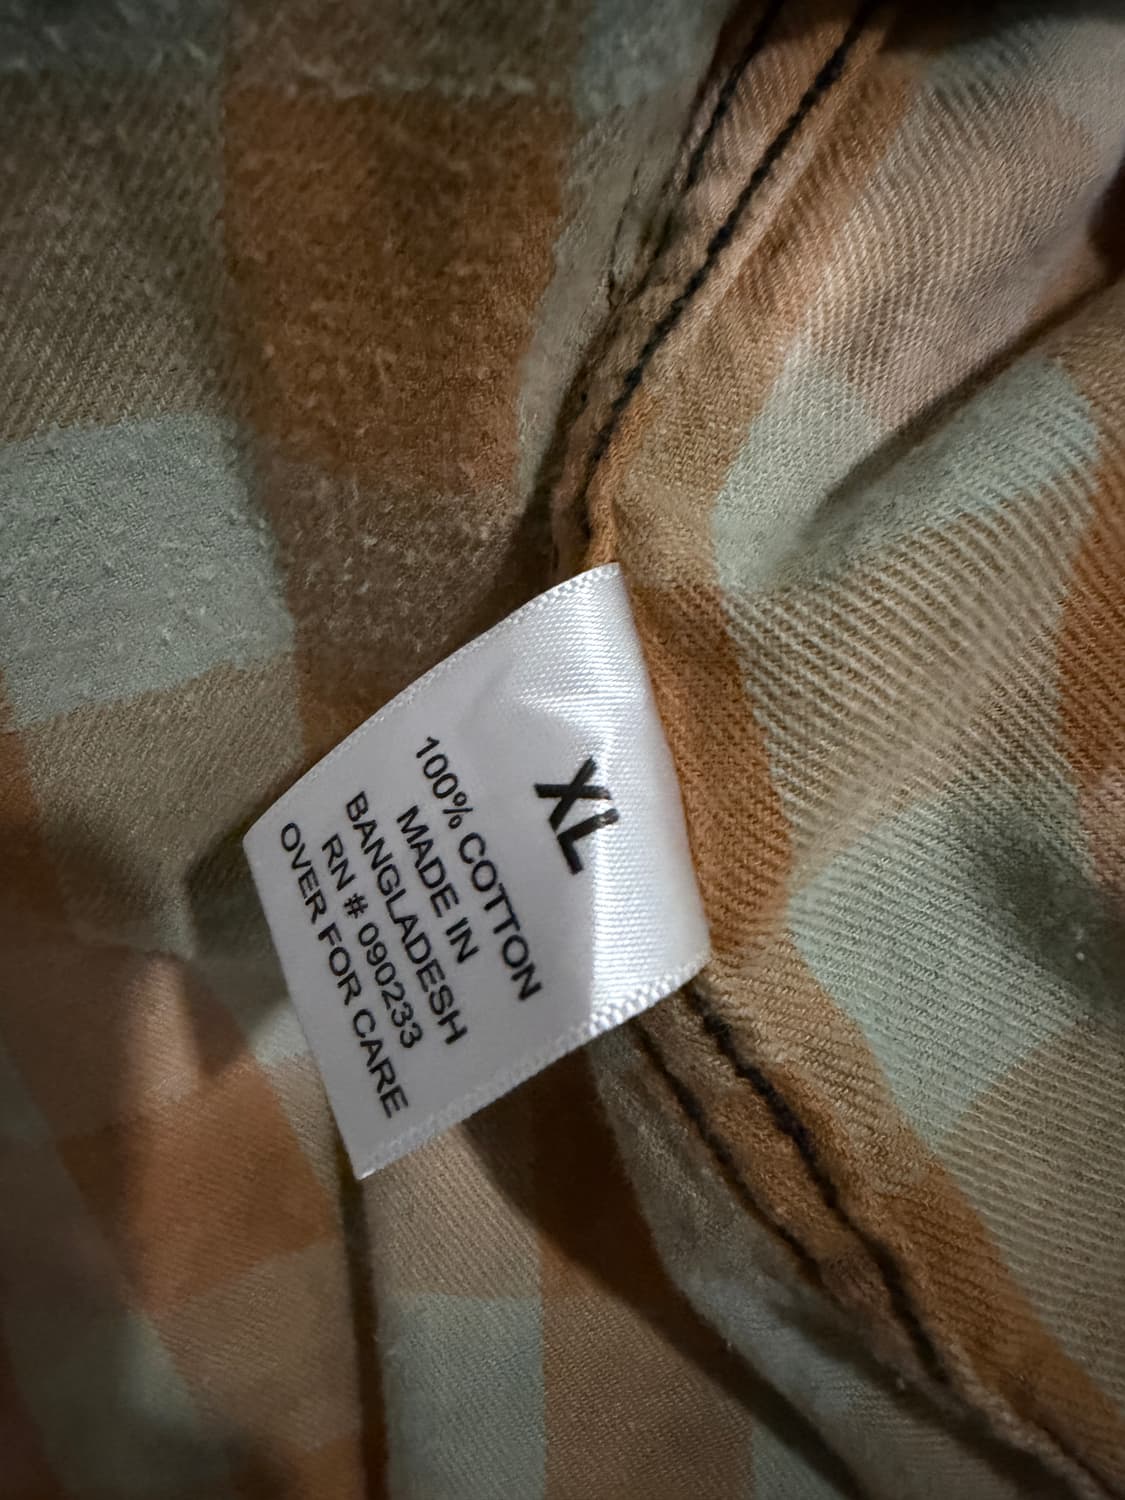 XL
100% COTTON
MADE IN
BANGLADESH
RN # 090233
OVER FOR CARE